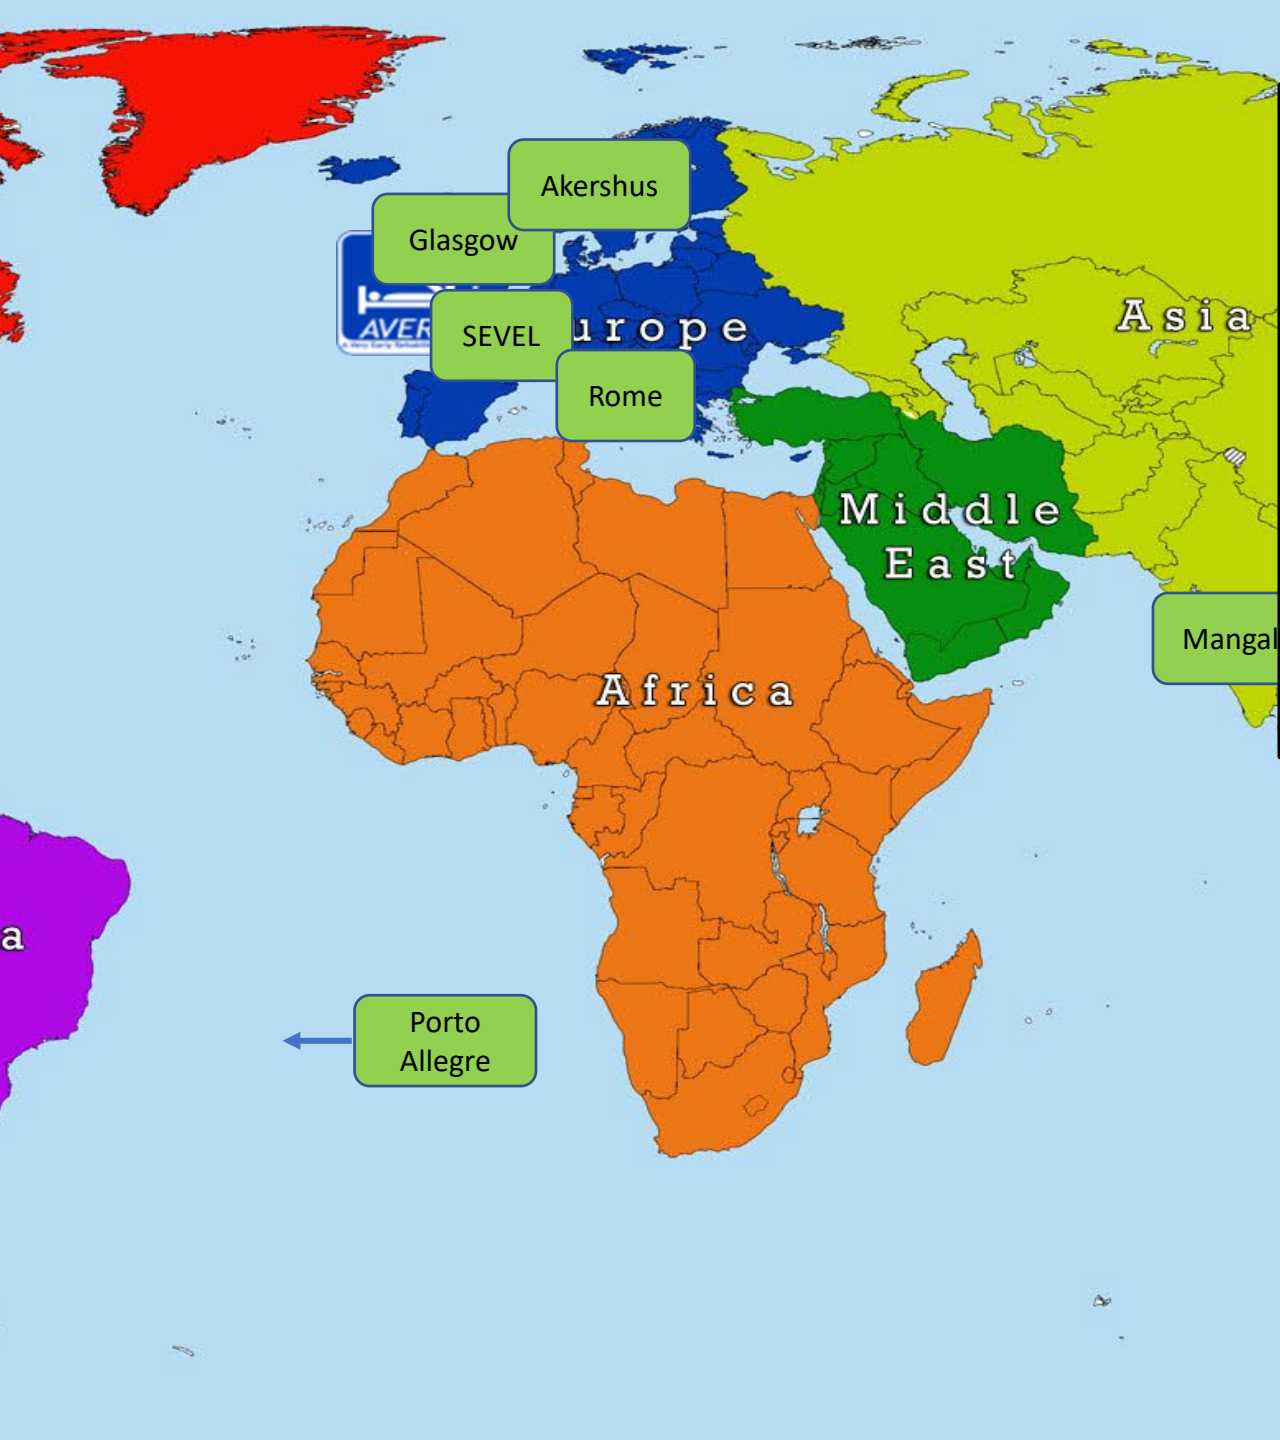 Akershus
Glasgow
AVER
SEVEL
urope
Rome
Asia
Middle
East
Mangal
Africa
a
Porto
Allegre